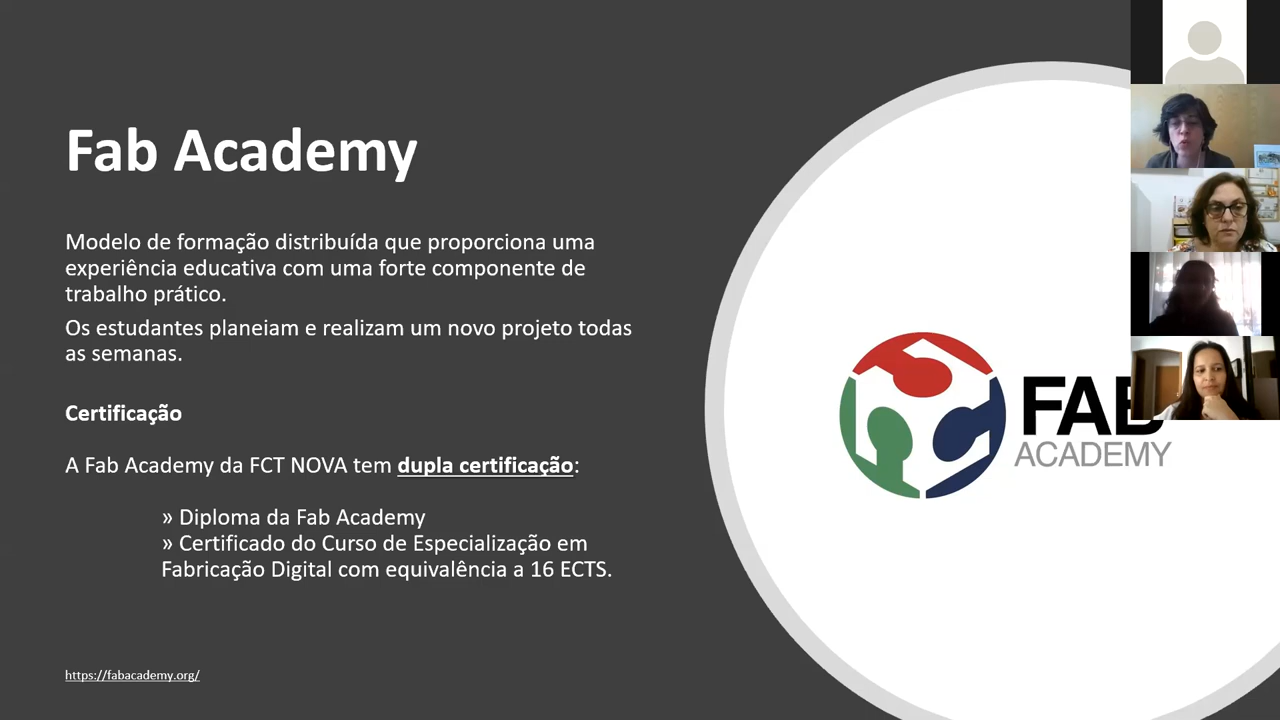 Fab Academy
Modelo de formação distribuída que proporciona uma
experiência educativa com uma forte componente de
trabalho prático.
Os estudantes planeiam e realizam um novo projeto todas
as semanas.
Certificação
A Fab Academy da FCT NOVA tem dupla certificação:
» Diploma da Fab Academy
» Certificado do Curso de Especialização em
Fabricação Digital com equivalência a 16 ECTS.
https://fabacademy.org/
FAB
ACADEMY